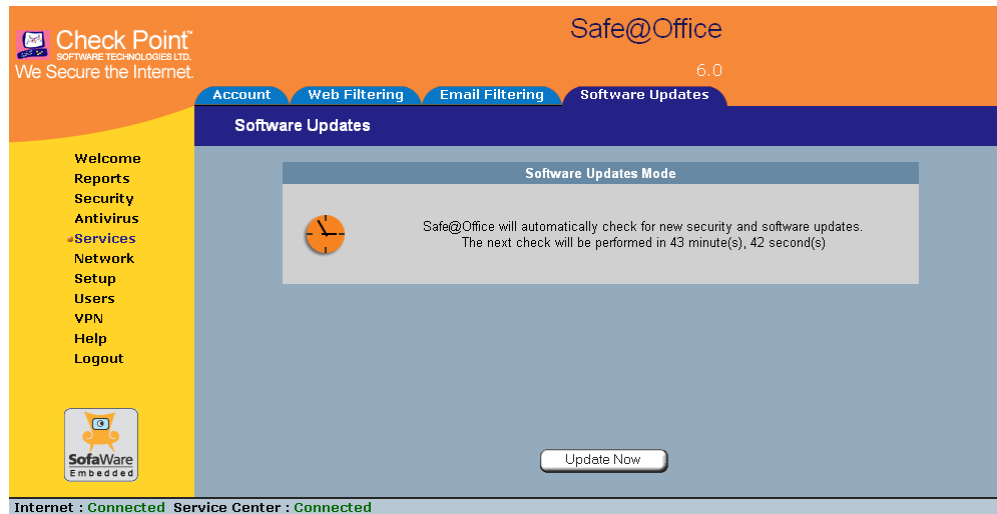 Check Point™
SOFTWARE TECHNOLOGIES LTD.
We Secure the Internet.
Safe@Office
6.0
Account Web Filtering Email Filtering Software Updates
Software Updates
Welcome
Reports
Security
Antivirus
Services
Network
Setup
Users
VPN
Help
Logout
Software Updates Mode
Safe@Office will automatically check for new security and software updates.
The next check will be performed in 43 minute(s), 42 second(s)
Update Now
SofaWare
Embedded
Internet : Connected Service Center : Connected